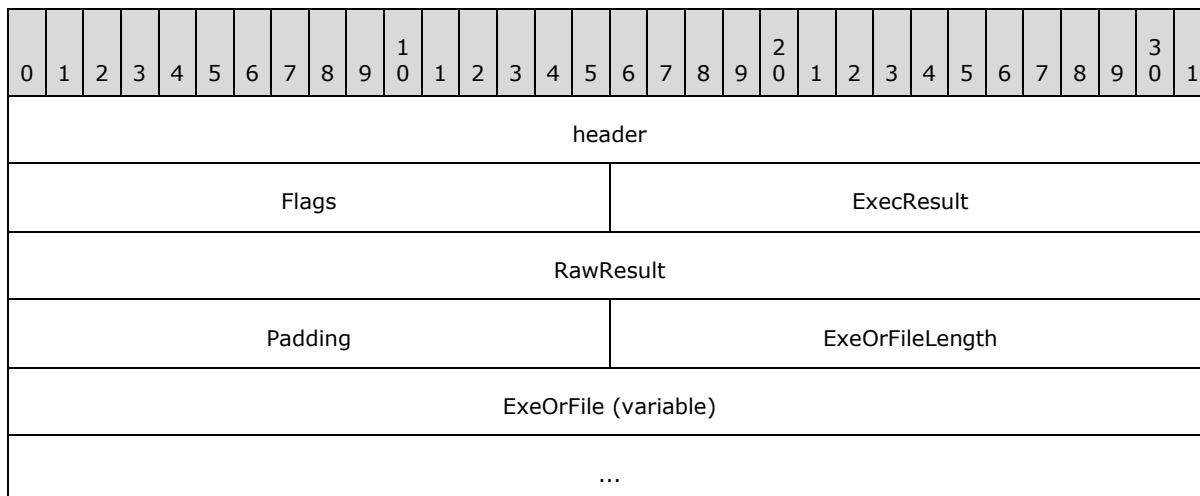 1 2 3
0 1 2 3 4 5 6 7 8 9 0 1 2 3 4 5 6 7 8 9 0 1 2 3 4 5 6 7 8 9 0 1
header
Flags ExecResult
RawResult
Padding ExeOrFileLength
ExeOrFile (variable)
...